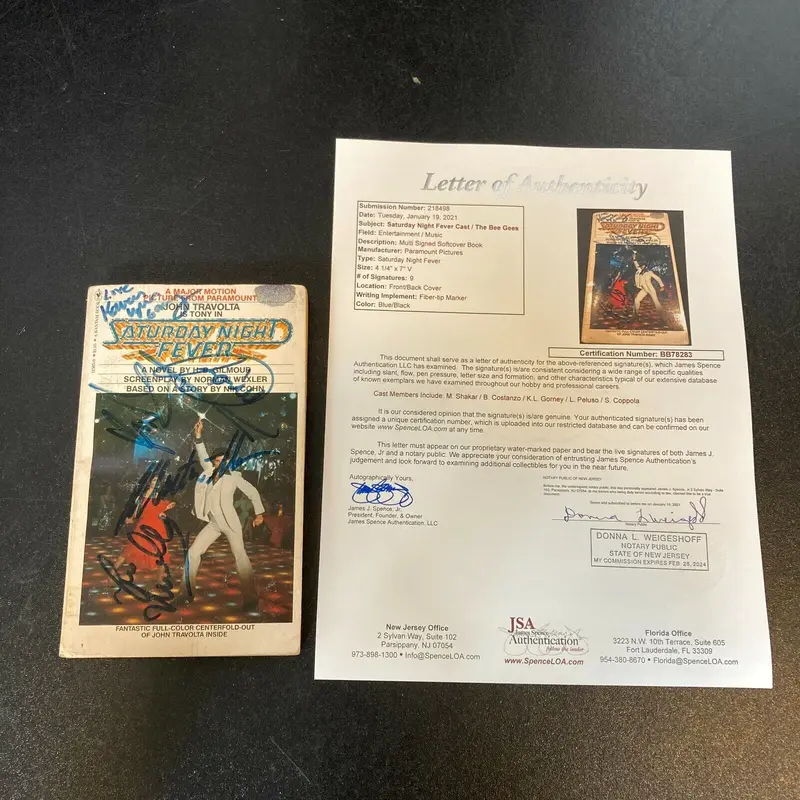 Love
Karen
A MAJOR MOTION
PICTURE FROM PARAMOUNT
JOHN TRAVOLTA
IS TONY IN
SATURDAY NIGHT
FEVER
A NOVEL BY H.B. GILMOUR
SCREENPLAY BY NORMAN WEXLER
BASED ON A STORY BY NIK COHN
FANTASTIC FULL-COLOR CENTERFOLD-OUT
OF JOHN TRAVOLTA INSIDE
Letter of Authenticity
Submission Number: 218498
Date: Tuesday, January 19, 2021
Subject: Saturday Night Fever Cast / The Bee Gees
Field: Entertainment / Music
Description: Multi Signed Softcover Book
Manufacturer: Paramount Pictures
Type: Saturday Night Fever
Size: 4 1/4" x 7" V
# of Signatures: 9
Location: Front/Back Cover
Writing Implement: Fiber-tip Marker
Color: Blue/Black
SATURDAY NIGHT
FEVER
Certification Number: BB78283
This document shall serve as a letter of authenticity for the above-referenced signature(s), which James Spence
Authentication LLC has examined. The signature(s) is/are consistent considering a wide range of specific qualities
including slant, flow, pen pressure, letter size and formation, and other characteristics typical of our extensive database
of known exemplars we have examined throughout our hobby and professional careers.
Cast Members Include: M. Shakar / B. Costanzo / K.L. Gorney / L. Peluso / S. Coppola
It is our considered opinion that the signature(s) is/are genuine. Your authenticated signature(s) has been
assigned a unique certification number, which is uploaded into our restricted database and can be confirmed on our
website www.SpenceLOA.com at any time.
This letter must appear on our proprietary water-marked paper and bear the live signatures of both James J.
Spence, Jr and a notary public. We appreciate your consideration of entrusting James Spence Authentication's
judgement and look forward to examining additional collectibles for you in the near future.
Autographically Yours,
James J. Spence, Jr.
President, Founder, & Owner
James Spence Authentication, LLC
NOTARY PUBLIC OF NEW JERSEY
Donna L Weigeshoff
Notary Public
DONNA L. WEIGESHOFF
NOTARY PUBLIC
STATE OF NEW JERSEY
MY COMMISSION EXPIRES FEB. 25, 2024
New Jersey Office
2 Sylvan Way, Suite 102
Parsippany, NJ 07054
973-898-1300 • Info@SpenceLOA.com
JSA
James Spence
Authentication
follow the leader
www.SpenceLOA.com
Florida Office
3223 N.W. 10th Terrace, Suite 605
Fort Lauderdale, FL 33309
954-380-8670 • Florida@SpenceLOA.com